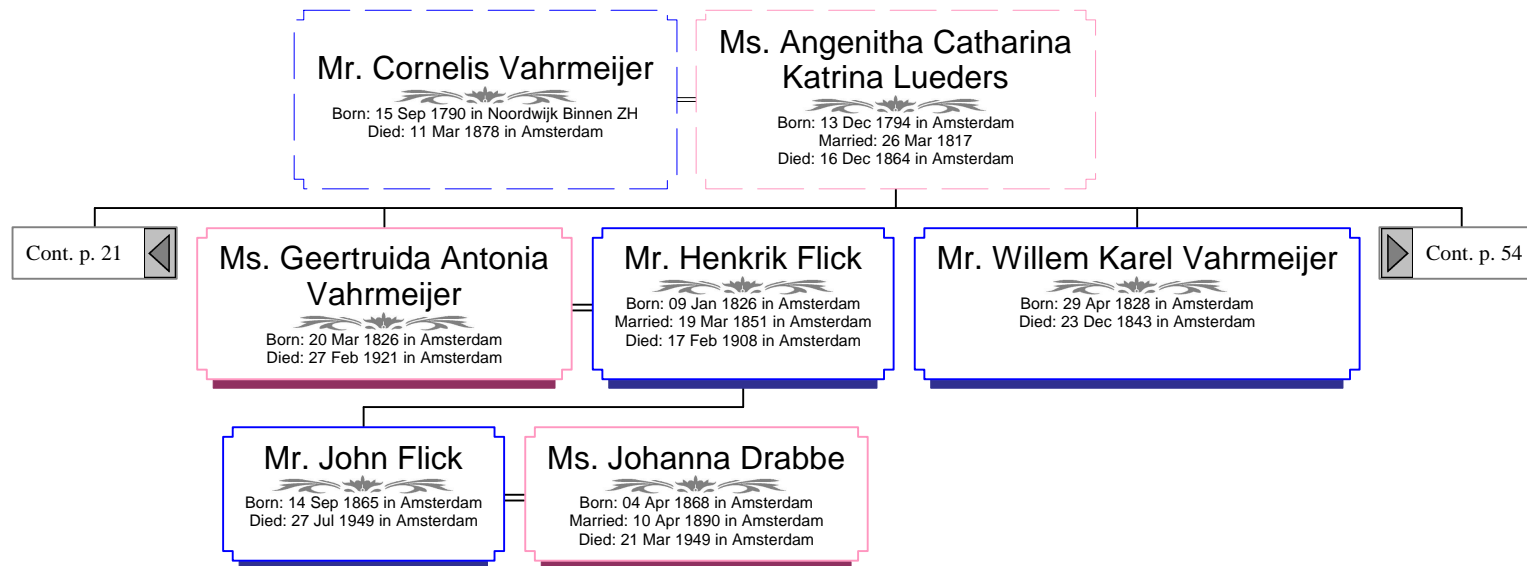 Mr. Cornelis Vahrmeijer
Born: 15 Sep 1790 in Noordwijk Binnen ZH
Died: 11 Mar 1878 in Amsterdam
Ms. Angenitha Catharina
Katrina Lueders
Born: 13 Dec 1794 in Amsterdam
Married: 26 Mar 1817
Died: 16 Dec 1864 in Amsterdam
Cont. p. 21
Ms. Geertruida Antonia
Vahrmeijer
Born: 20 Mar 1826 in Amsterdam
Died: 27 Feb 1921 in Amsterdam
Mr. Henkrik Flick
Born: 09 Jan 1826 in Amsterdam
Married: 19 Mar 1851 in Amsterdam
Died: 17 Feb 1908 in Amsterdam
Mr. Willem Karel Vahrmeijer
Born: 29 Apr 1828 in Amsterdam
Died: 23 Dec 1843 in Amsterdam
Cont. p. 54
Mr. John Flick
Born: 14 Sep 1865 in Amsterdam
Died: 27 Jul 1949 in Amsterdam
Ms. Johanna Drabbe
Born: 04 Apr 1868 in Amsterdam
Married: 10 Apr 1890 in Amsterdam
Died: 21 Mar 1949 in Amsterdam